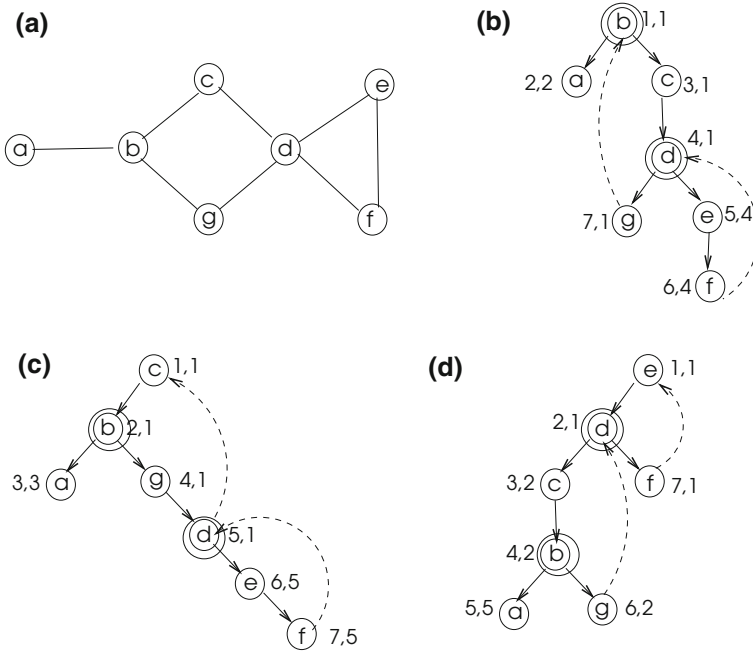 (a)
c
e
a
b
d
g
f
(b)
b 1,1
2,2 a
c 3,1
4,1
d
7,1 g
e 5,4
6,4 f
(c)
c 1,1
b 2,1
3,3 a
g 4,1
d 5,1
e 6,5
f 7,5
(d)
e 1,1
2,1 d
3,2 c
f 7,1
4,2 b
5,5 a
g 6,2